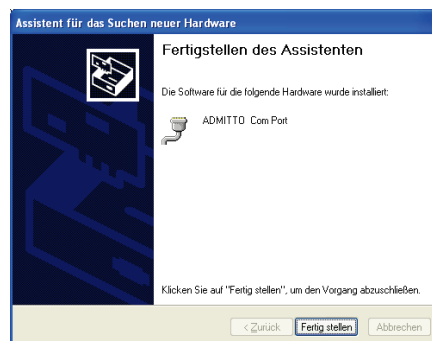 Assistent für das Suchen neuer Hardware
Fertigstellen des Assistenten
Die Software für die folgende Hardware wurde installiert:
ADMITTO Com Port
Klicken Sie auf "Fertig stellen", um den Vorgang abzuschließen.
< Zurück Fertig stellen Abbrechen